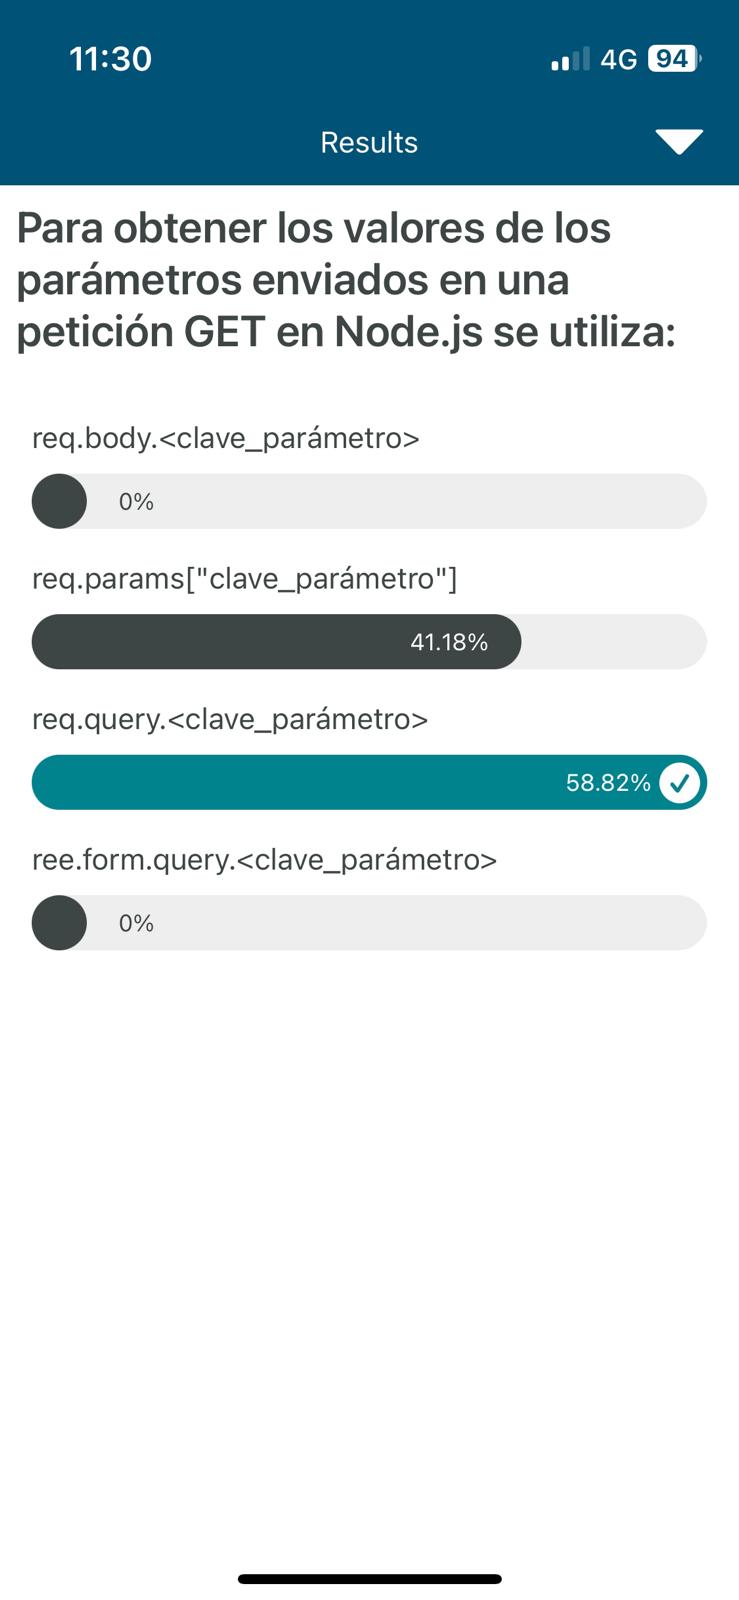 11:30
4G 94
Results
Para obtener los valores de los
parámetros enviados en una
petición GET en Node.js se utiliza:
req.body.<clave_parámetro>
0%
req.params["clave_parámetro"]
41.18%
req.query.<clave_parámetro>
58.82%
ree.form.query.<clave_parámetro>
0%